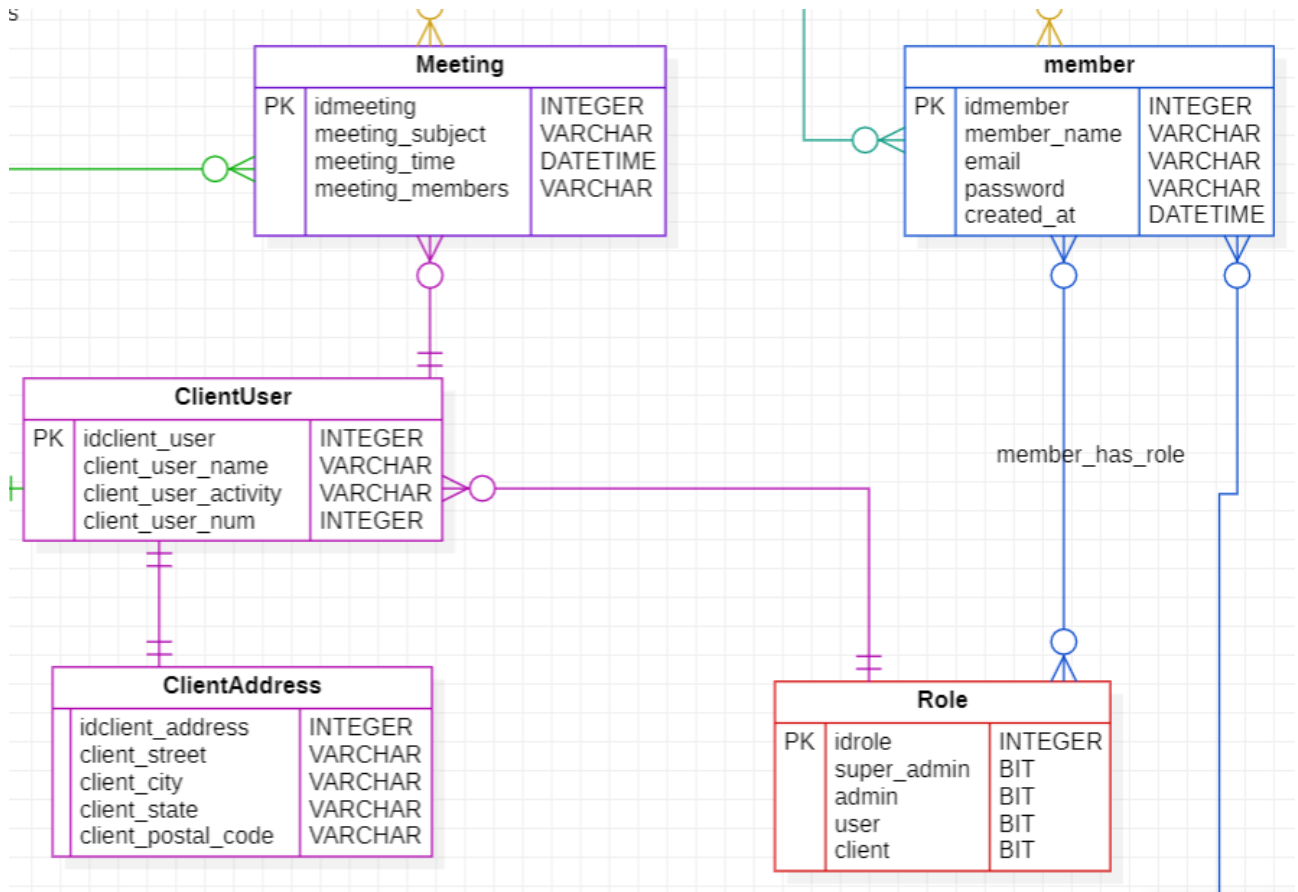 s
Meeting
PK idmeeting INTEGER
meeting_subject VARCHAR
meeting_time DATETIME
meeting_members VARCHAR
member
PK idmember INTEGER
member_name VARCHAR
email VARCHAR
password VARCHAR
created_at DATETIME
ClientUser
PK idclient_user INTEGER
client_user_name VARCHAR
client_user_activity VARCHAR
client_user_num INTEGER
member_has_role
ClientAddress
idclient_address INTEGER
client_street VARCHAR
client_city VARCHAR
client_state VARCHAR
client_postal_code VARCHAR
Role
PK idrole INTEGER
super_admin BIT
admin BIT
user BIT
client BIT